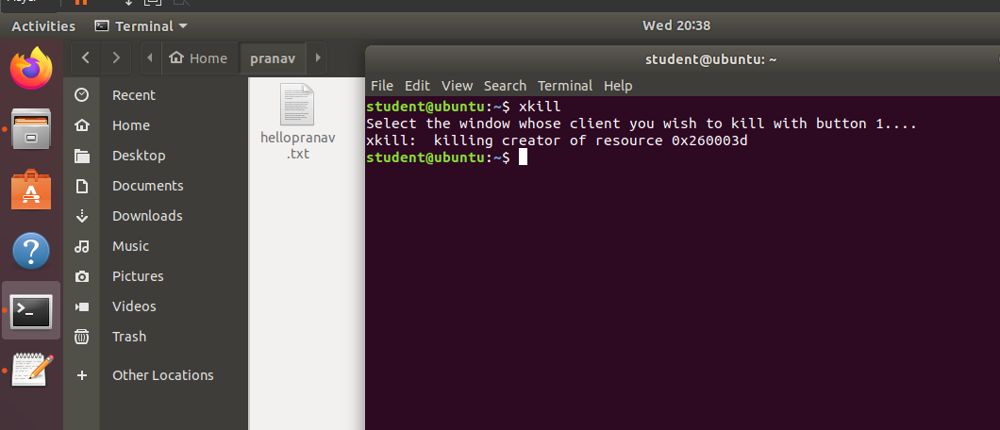 Activities
Terminal
Wed 20:38
Home
pranav
student@ubuntu: ~
Recent
Home
Desktop
Documents
Downloads
Music
Pictures
Videos
Trash
Other Locations
hellopranav
.txt
File Edit View Search Terminal Help
student@ubuntu:~$ xkill
Select the window whose client you wish to kill with button 1....
xkill:  killing creator of resource 0x260003d
student@ubuntu:~$